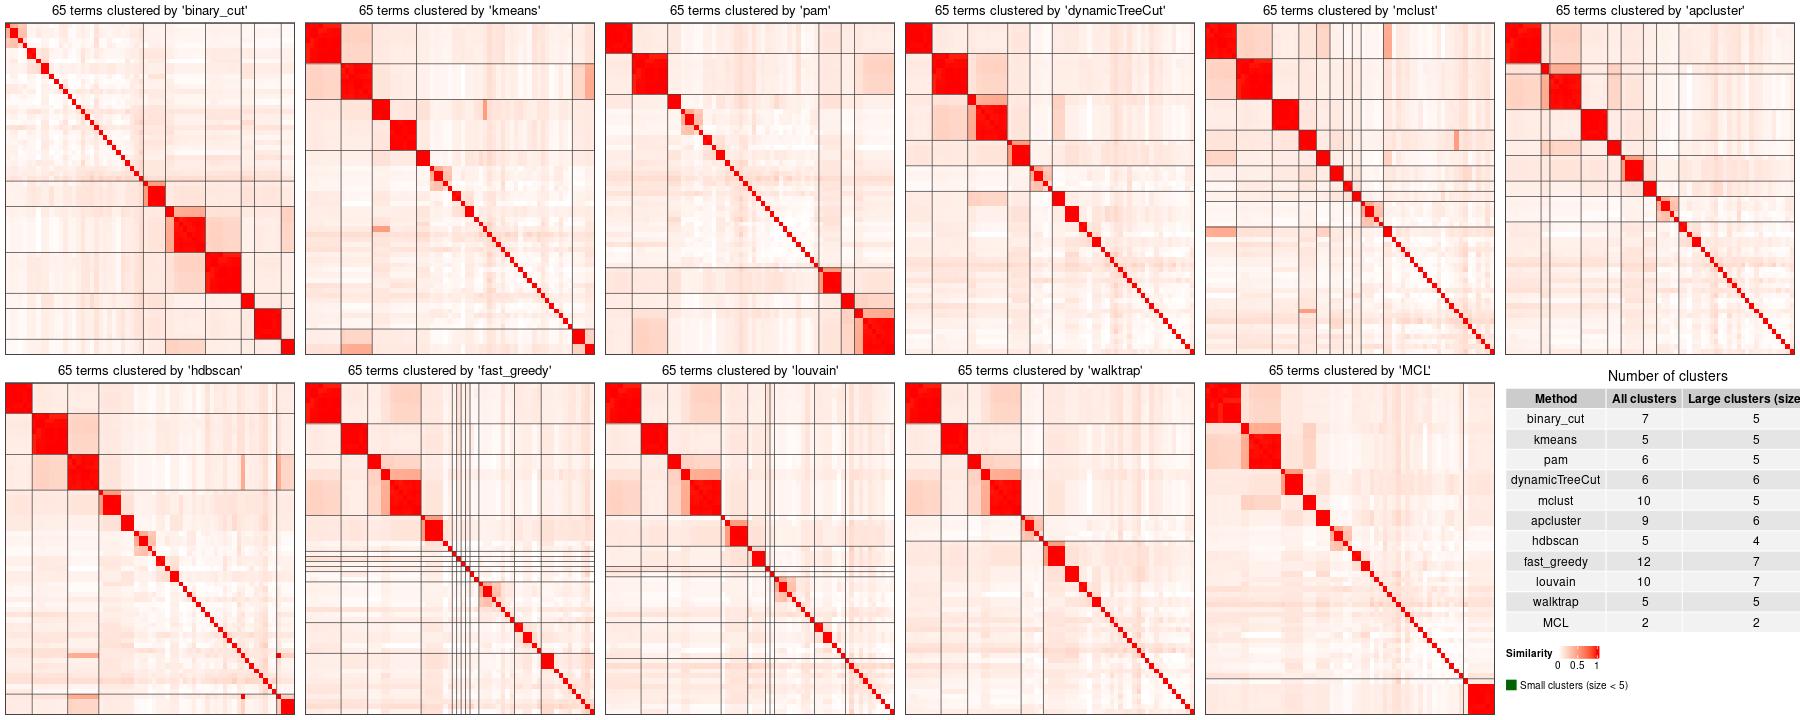 65 terms clustered by 'binary_cut'
65 terms clustered by 'kmeans'
65 terms clustered by 'pam'
65 terms clustered by 'dynamicTreeCut'
65 terms clustered by 'mclust'
65 terms clustered by 'apcluster'
65 terms clustered by 'hdbscan'
65 terms clustered by 'fast_greedy'
65 terms clustered by 'louvain'
65 terms clustered by 'walktrap'
65 terms clustered by 'MCL'
Number of clusters
Method All clusters Large clusters (size
binary_cut 7 5
kmeans 5 5
pam 6 5
dynamicTreeCut 6 6
mclust 10 5
apcluster 9 6
hdbscan 5 4
fast_greedy 12 7
louvain 10 7
walktrap 5 5
MCL 2 2
Similarity
0 0.5 1
Small clusters (size < 5)